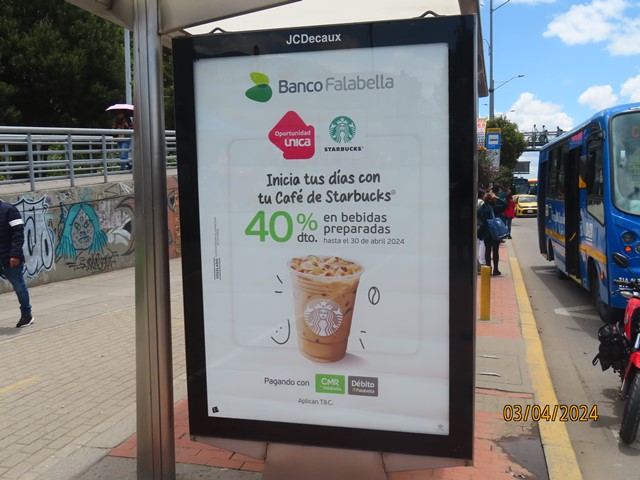 JCDecaux
Banco Falabella
Oportunidad
única
STARBUCKS
Inicia tus días con
tu Café de Starbucks®
40% dto.
en bebidas
preparadas
hasta el 30 de abril 2024
Pagando con CMR Falabella Débito Falabella
Aplican T&C.
03/04/2024